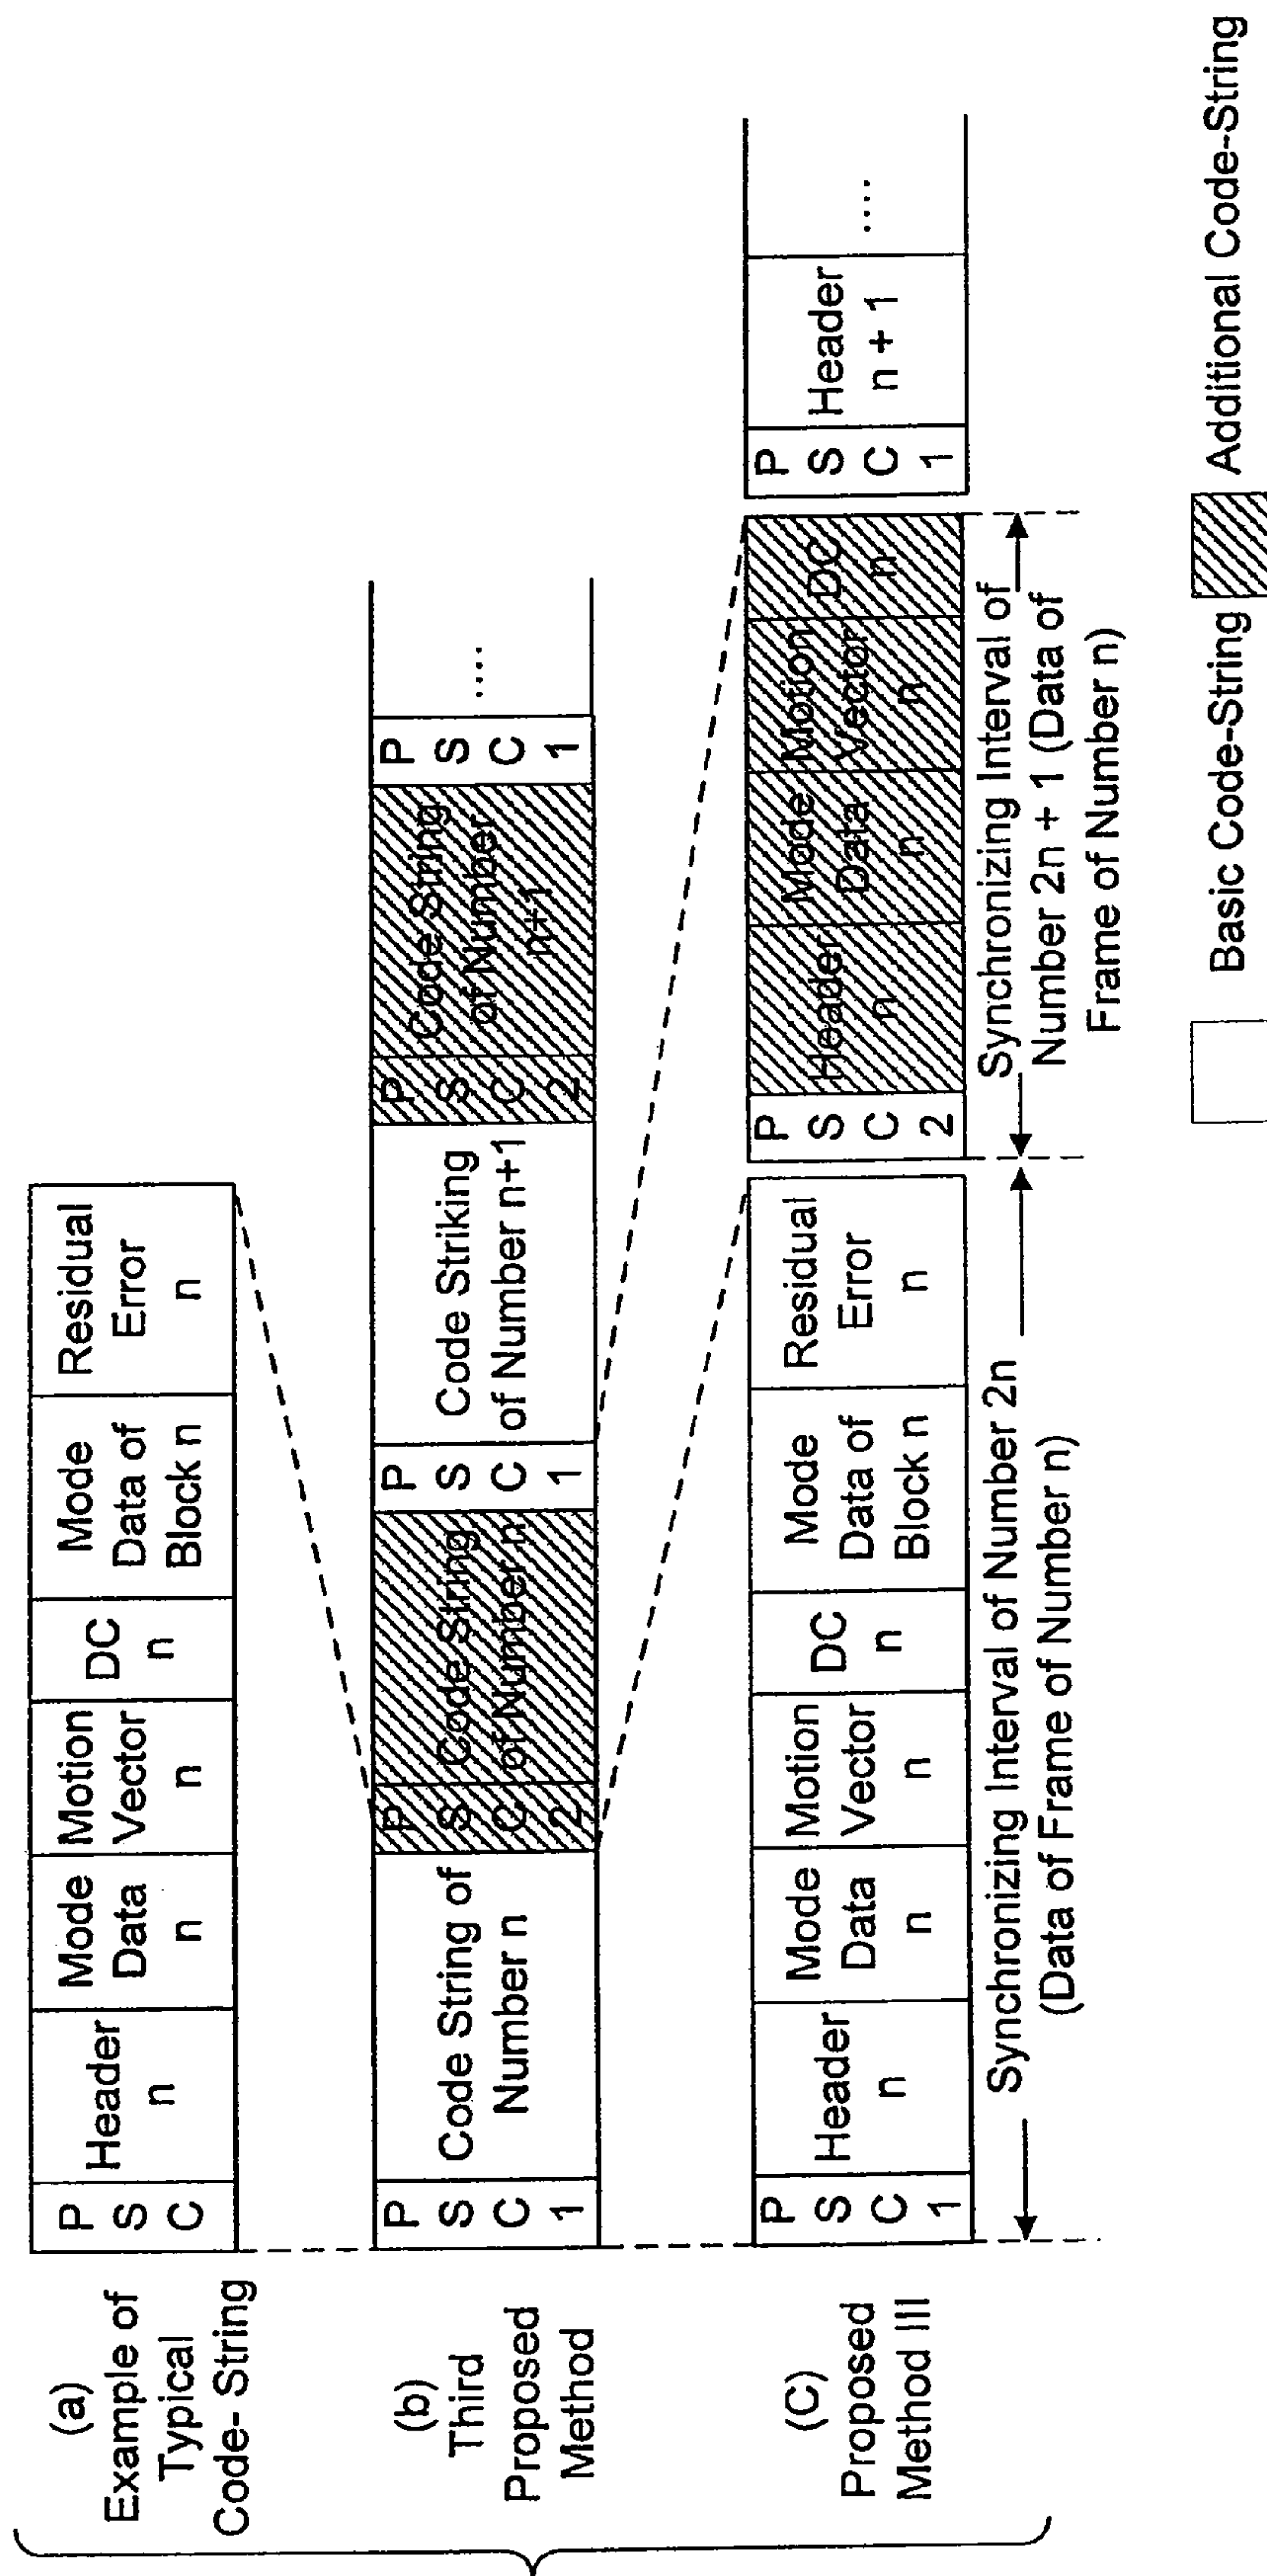 (a)
Example of
Typical
Code- String
P
S
C
Header
n
Mode
Data
n
Motion
Vector
n
DC
n
Mode
Data of
Block n
Residual
Error
n
(b)
Third
Proposed
Method
P
S
C
1
Code String of
Number n
P
S
C
2
Code String
of Number n
P
S
C
1
Code Striking
of Number n+1
P
S
C
2
Code String
of Number
n+1
P
S
C
1
....
(C)
Proposed
Method III
P
S
C
1
Header
n
Mode
Data
n
Motion
Vector
n
DC
n
Mode
Data of
Block n
Residual
Error
n
P
S
C
2
Header
n
Mode
Data
n
Motion
Vector
n
DC
n
P
S
C
1
Header
n + 1
....
Synchronizing Interval of Number 2n
(Data of Frame of Number n)
Synchronizing Interval of
Number 2n + 1 (Data of
Frame of Number n)
Basic Code-String
Additional Code-String